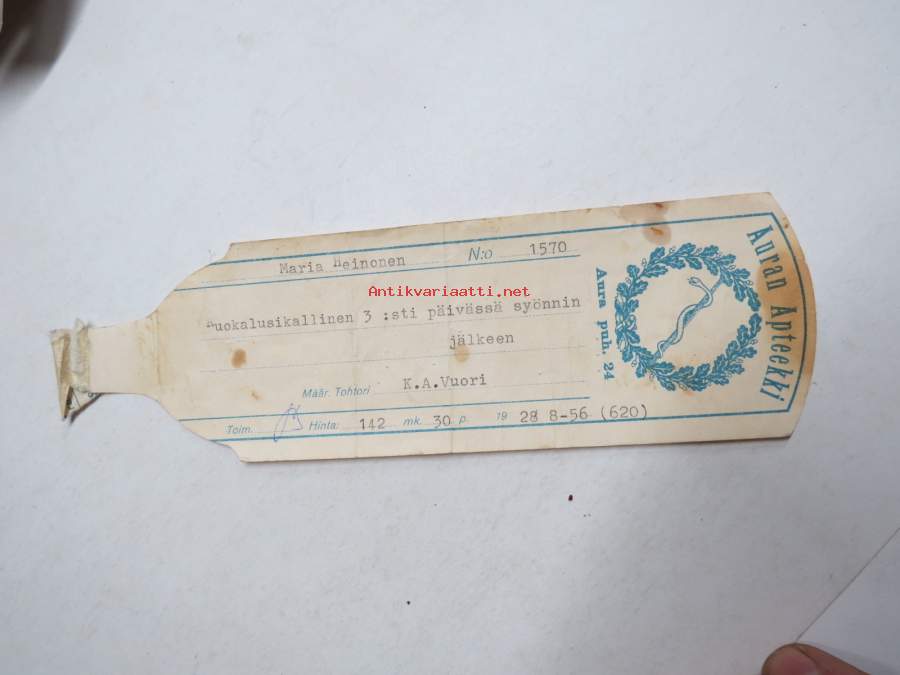 Auran Apteekki
Aura puh. 24
Maria Heinonen N:o 1570
Antikvariaatti.net
Ruokalusikallinen 3 :sti päivässä syönnin
jälkeen
Määr. Tohtori K.A.Vuori
Toim. Hinta: 142 mk. 30 p. 19 28 8-56 (620)